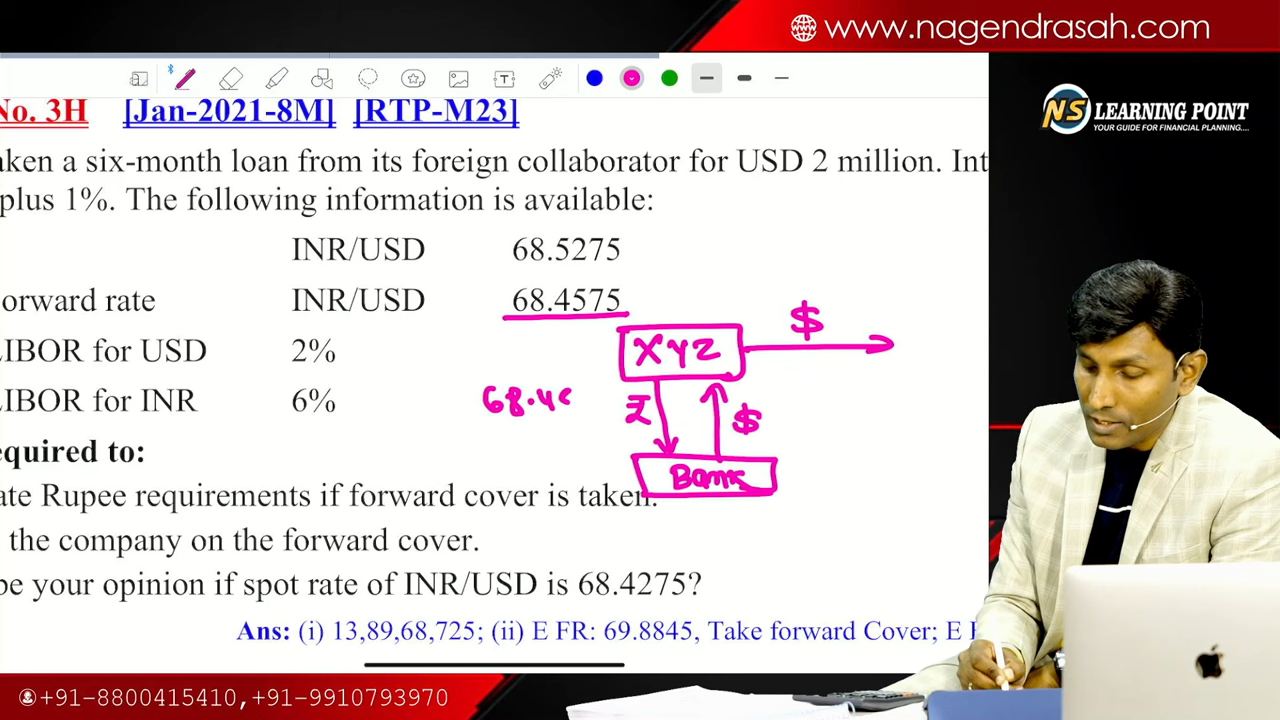 www.nagendrasah.com
NS LEARNING POINT
YOUR GUIDE FOR FINANCIAL PLANNING....
No. 3H [Jan-2021-8M] [RTP-M23]
aken a six-month loan from its foreign collaborator for USD 2 million. Int
plus 1%. The following information is available:
INR/USD 68.5275
orward rate INR/USD 68.4575
LIBOR for USD 2%
LIBOR for INR 6%
XYZ $
68.4
₹ $
Bank
equired to:
ate Rupee requirements if forward cover is taken.
the company on the forward cover.
be your opinion if spot rate of INR/USD is 68.4275?
Ans: (i) 13,89,68,725; (ii) E FR: 69.8845, Take forward Cover; E F
+91-8800415410,+91-9910793970